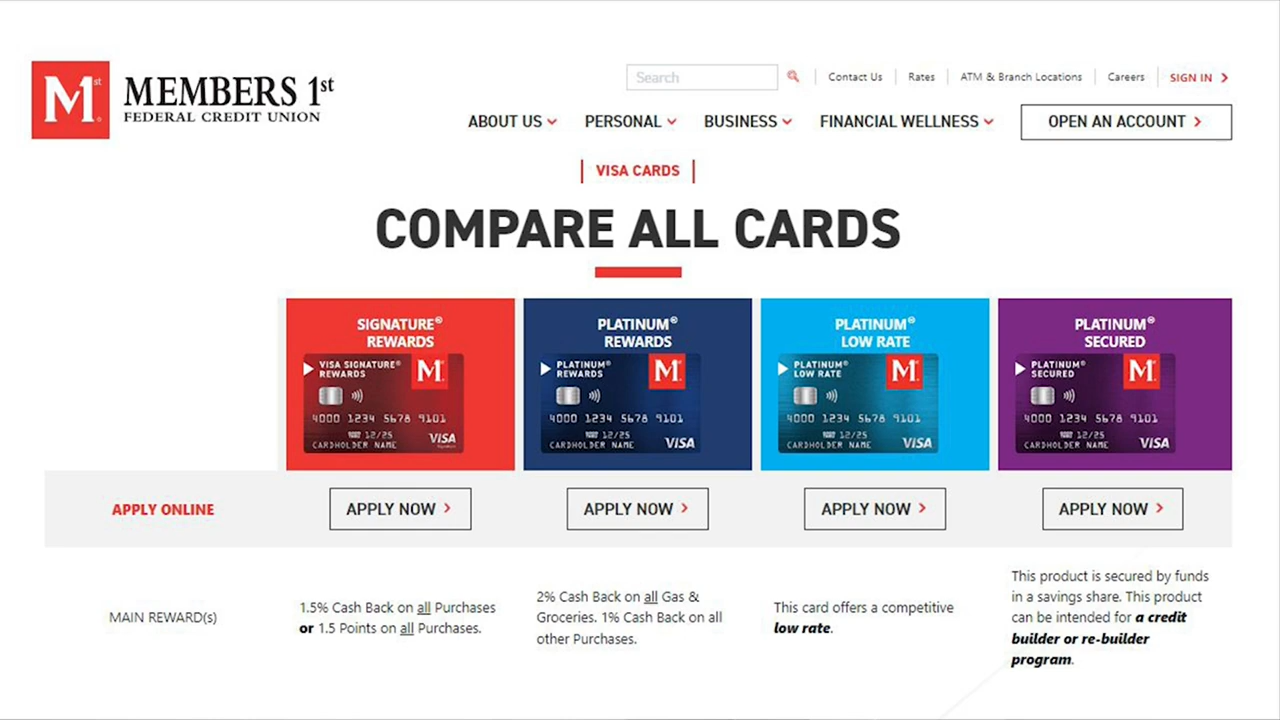 M1st
MEMBERS 1st
FEDERAL CREDIT UNION
Search
Contact Us
Rates
ATM & Branch Locations
Careers
SIGN IN
ABOUT US
PERSONAL
BUSINESS
FINANCIAL WELLNESS
OPEN AN ACCOUNT
VISA CARDS
COMPARE ALL CARDS
SIGNATURE®
REWARDS
VISA SIGNATURE®
REWARDS
M
4000 1234 5678 9101
12/25
CARDHOLDER NAME
VISA
PLATINUM®
REWARDS
PLATINUM®
REWARDS
M
4000 1234 5678 9101
12/25
CARDHOLDER NAME
VISA
PLATINUM®
LOW RATE
PLATINUM®
LOW RATE
M
4000 1234 5678 9101
12/25
CARDHOLDER NAME
VISA
PLATINUM®
SECURED
PLATINUM®
SECURED
M
4000 1234 5678 9101
12/25
CARDHOLDER NAME
VISA
APPLY ONLINE
APPLY NOW
APPLY NOW
APPLY NOW
APPLY NOW
MAIN REWARD(s)
1.5% Cash Back on all Purchases
or 1.5 Points on all Purchases.
2% Cash Back on all Gas &
Groceries. 1% Cash Back on all
other Purchases.
This card offers a competitive
low rate.
This product is secured by funds
in a savings share. This product
can be intended for a credit
builder or re-builder
program.